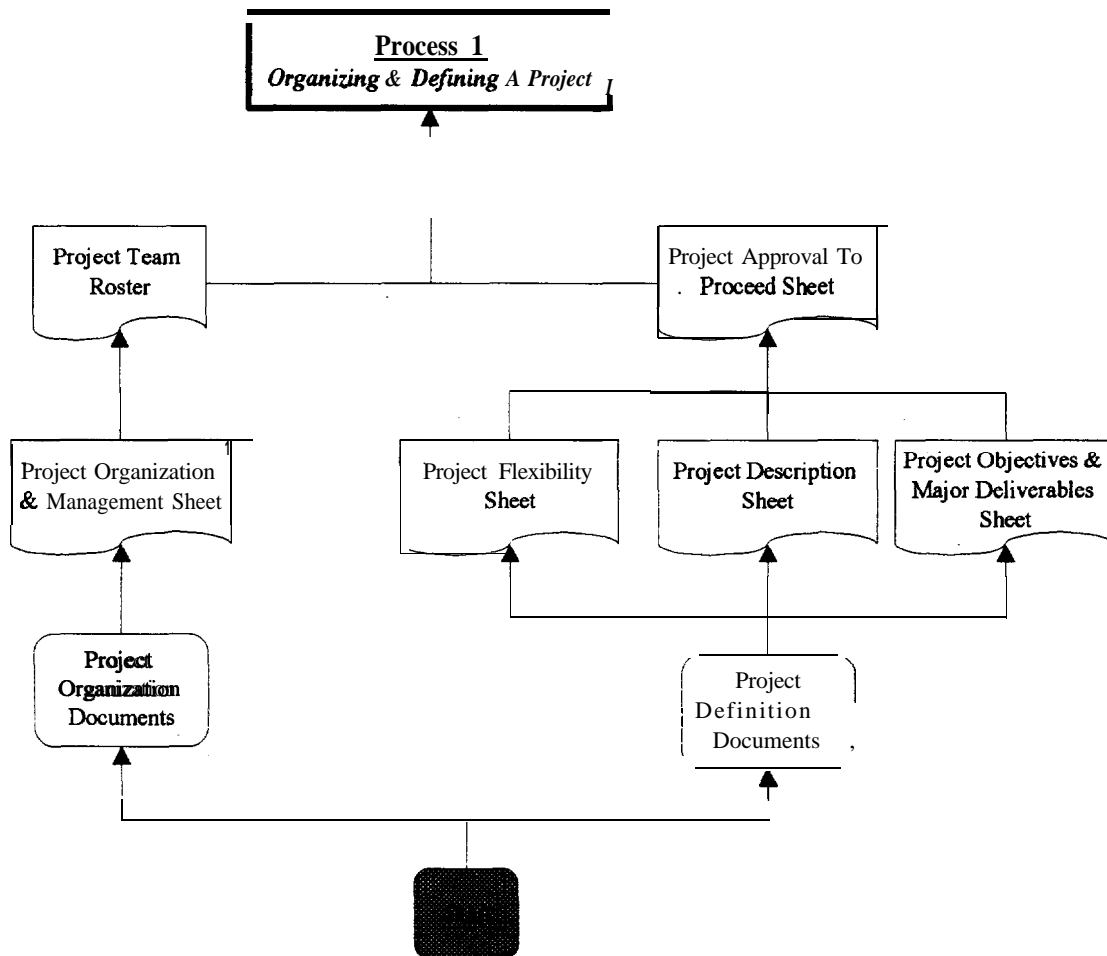 Process 1
Organizing & Defining A Project
Project Team
Roster
Project Approval To
Proceed Sheet
Project Organization
& Management Sheet
Project Flexibility
Sheet
Project Description
Sheet
Project Objectives &
Major Deliverables
Sheet
Project
Organization
Documents
Project
Definition
Documents